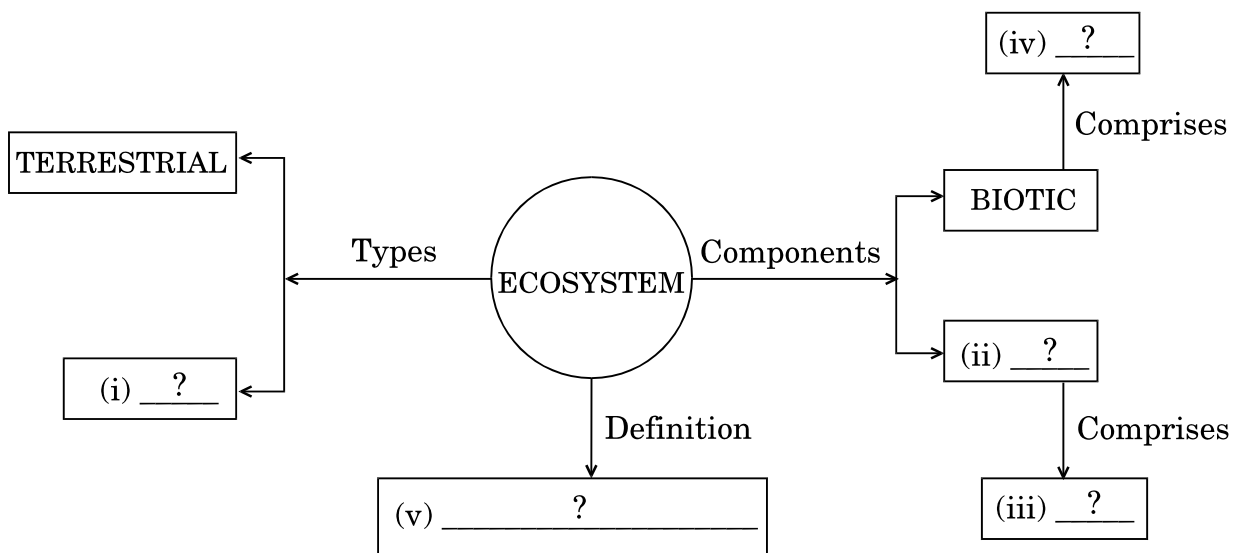 (iv) ?
Comprises
TERRESTRIAL
BIOTIC
Types
Components
ECOSYSTEM
(ii) ?
(i) ?
Definition
Comprises
(v) ?
(iii) ?